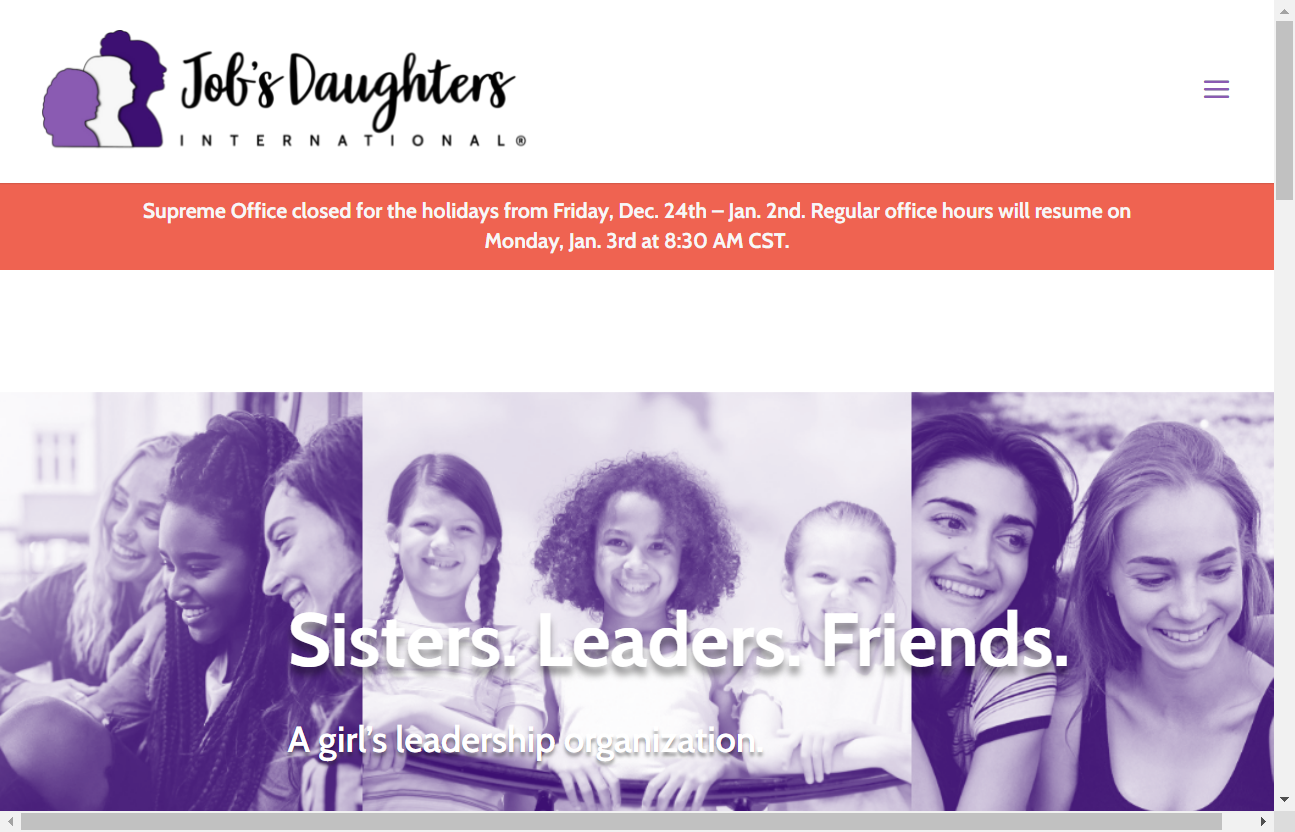 Job's Daughters
INTERNATIONAL®
Supreme Office closed for the holidays from Friday, Dec. 24th – Jan. 2nd. Regular office hours will resume on
Monday, Jan. 3rd at 8:30 AM CST.
Sisters. Leaders. Friends.
A girl’s leadership organization.